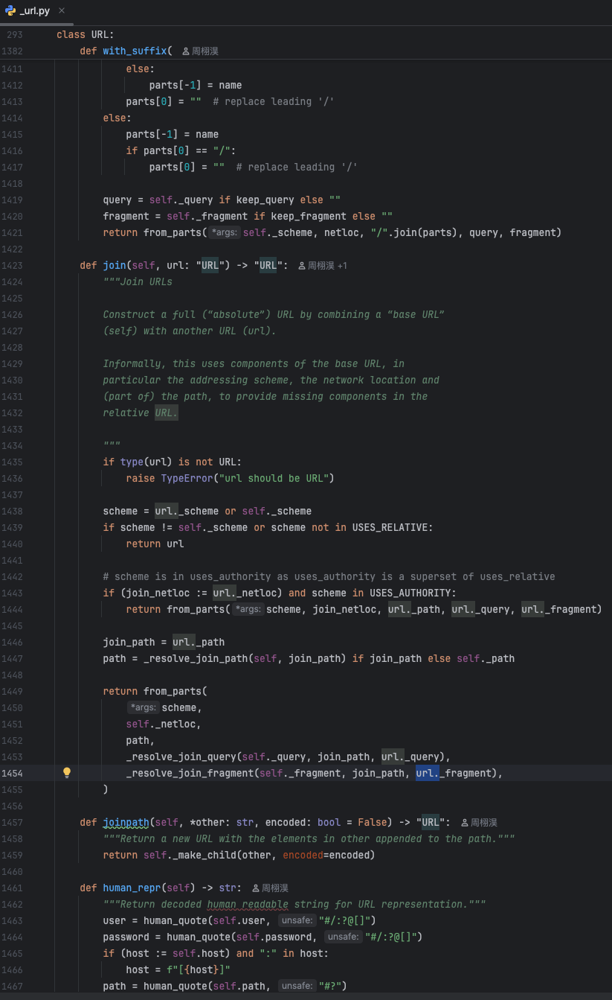 _url.py
293 class URL:
1382 def with_suffix( 周栩淏
1411 else:
1412 parts[-1] = name
1413 parts[0] = ""  # replace leading '/'
1414 else:
1415 parts[-1] = name
1416 if parts[0] == "/":
1417 parts[0] = ""  # replace leading '/'
1418
1419 query = self._query if keep_query else ""
1420 fragment = self._fragment if keep_fragment else ""
1421 return from_parts( *args: self._scheme, netloc, "/".join(parts), query, fragment)
1422
1423 def join(self, url: "URL") -> "URL": 周栩淏 +1
1424 """Join URLs
1425
1426 Construct a full (“absolute”) URL by combining a “base URL”
1427 (self) with another URL (url).
1428
1429 Informally, this uses components of the base URL, in
1430 particular the addressing scheme, the network location and
1431 (part of) the path, to provide missing components in the
1432 relative URL.
1433
1434 """
1435 if type(url) is not URL:
1436 raise TypeError("url should be URL")
1437
1438 scheme = url._scheme or self._scheme
1439 if scheme != self._scheme or scheme not in USES_RELATIVE:
1440 return url
1441
1442 # scheme is in uses_authority as uses_authority is a superset of uses_relative
1443 if (join_netloc := url._netloc) and scheme in USES_AUTHORITY:
1444 return from_parts( *args: scheme, join_netloc, url._path, url._query, url._fragment)
1445
1446 join_path = url._path
1447 path = _resolve_join_path(self, join_path) if join_path else self._path
1448
1449 return from_parts(
1450 *args: scheme,
1451 self._netloc,
1452 path,
1453 _resolve_join_query(self._query, join_path, url._query),
1454 _resolve_join_fragment(self._fragment, join_path, url._fragment),
1455 )
1456
1457 def joinpath(self, *other: str, encoded: bool = False) -> "URL": 周栩淏
1458 """Return a new URL with the elements in other appended to the path."""
1459 return self._make_child(other, encoded=encoded)
1460
1461 def human_repr(self) -> str: 周栩淏
1462 """Return decoded human readable string for URL representation."""
1463 user = human_quote(self.user, unsafe: "#/:?@[]")
1464 password = human_quote(self.password, unsafe: "#/:?@[]")
1465 if (host := self.host) and ":" in host:
1466 host = f"[{host}]"
1467 path = human_quote(self.path, unsafe: "#?")